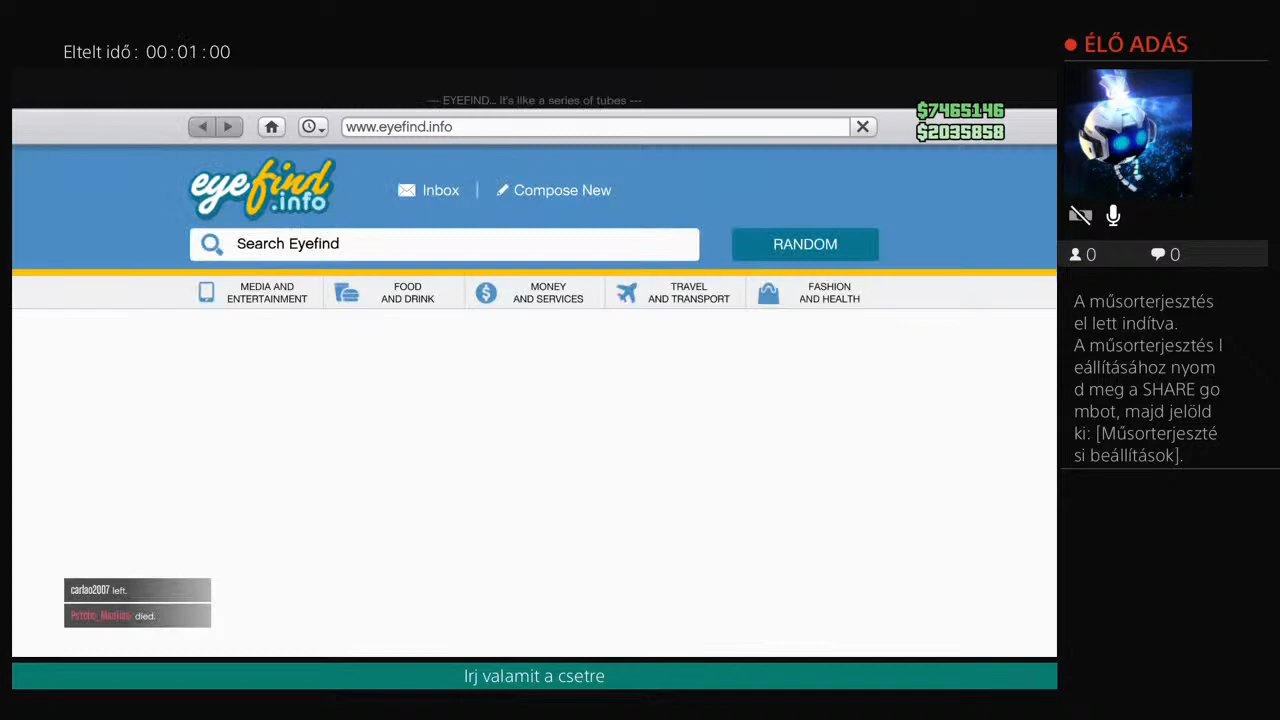 Eltelt idő: 00:01:00
--- EYEFIND... It's like a series of tubes ---
www.eyefind.info
$7465146
$2035858
eyefind.info
Inbox
Compose New
Search Eyefind
RANDOM
MEDIA AND
ENTERTAINMENT
FOOD
AND DRINK
MONEY
AND SERVICES
TRAVEL
AND TRANSPORT
FASHION
AND HEALTH
carlao2007 left.
died.
Irj valamit a csetre
ÉLŐ ADÁS
0
0
A műsorterjesztés
el lett indítva.
A műsorterjesztés l
eállításához nyom
d meg a SHARE go
mbot, majd jelöld
ki: [Műsorterjeszté
si beállítások].